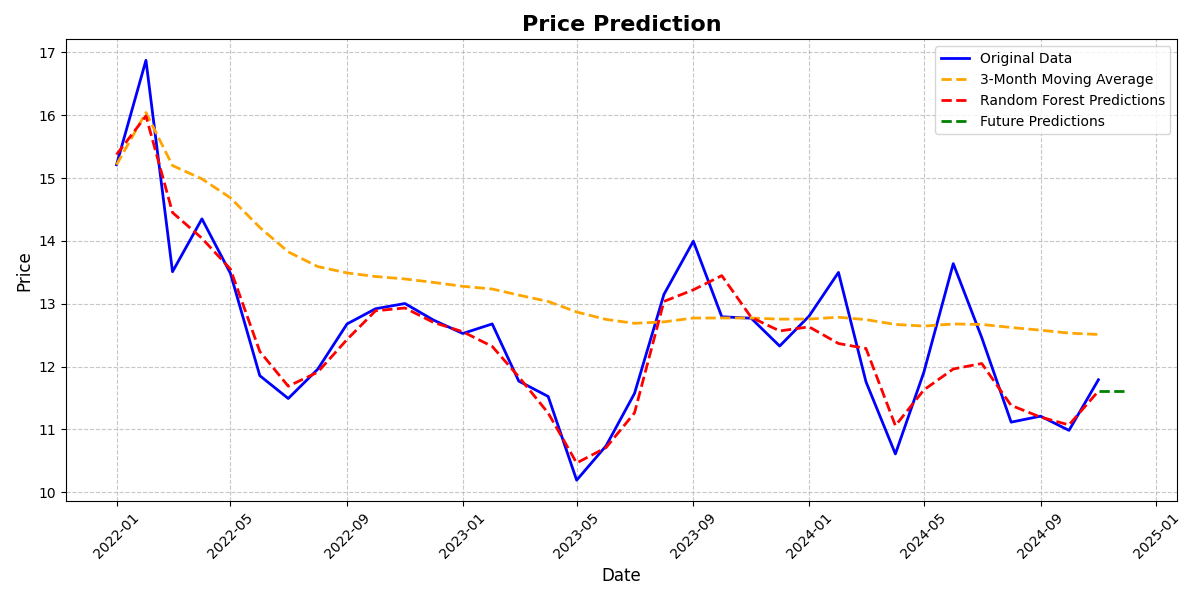 Price Prediction
Original Data
3-Month Moving Average
Random Forest Predictions
Future Predictions
Price
17
16
15
14
13
12
11
10
2022-01
2022-05
2022-09
2023-01
2023-05
2023-09
2024-01
2024-05
2024-09
2025-01
Date